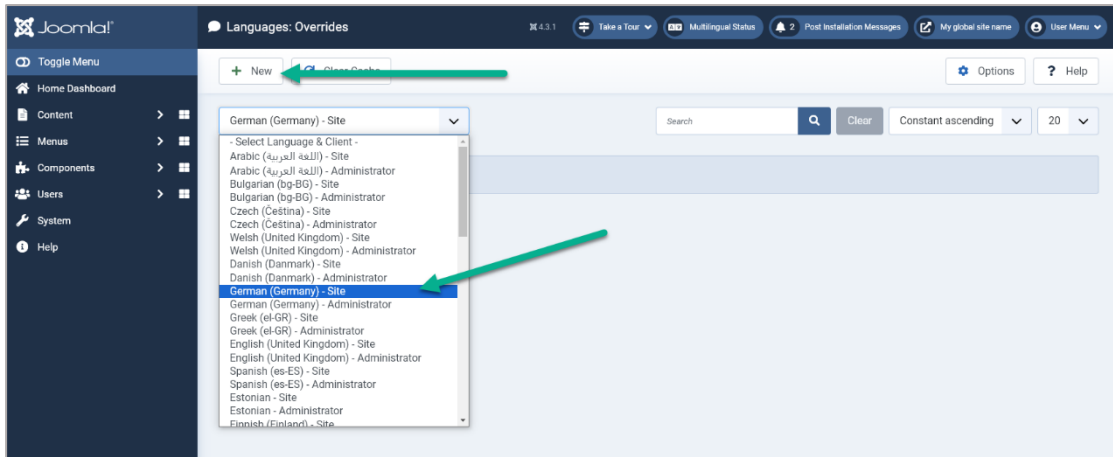 Joomla!
Languages: Overrides
4.3.1
Take a Tour
Multilingual Status
2 Post Installation Messages
My global site name
User Menu
Toggle Menu
Home Dashboard
Content
Menus
Components
Users
System
Help
+ New
Clear Cache
Options
? Help
German (Germany) - Site
Search
Clear
Constant ascending
20
- Select Language & Client -
Arabic (اللغة العربية) - Site
Arabic (اللغة العربية) - Administrator
Bulgarian (bg-BG) - Site
Bulgarian (bg-BG) - Administrator
Czech (Čeština) - Site
Czech (Čeština) - Administrator
Welsh (United Kingdom) - Site
Welsh (United Kingdom) - Administrator
Danish (Danmark) - Site
Danish (Danmark) - Administrator
German (Germany) - Site
German (Germany) - Administrator
Greek (el-GR) - Site
Greek (el-GR) - Administrator
English (United Kingdom) - Site
English (United Kingdom) - Administrator
Spanish (es-ES) - Site
Spanish (es-ES) - Administrator
Estonian - Site
Estonian - Administrator
Finnish (Finland) - Site